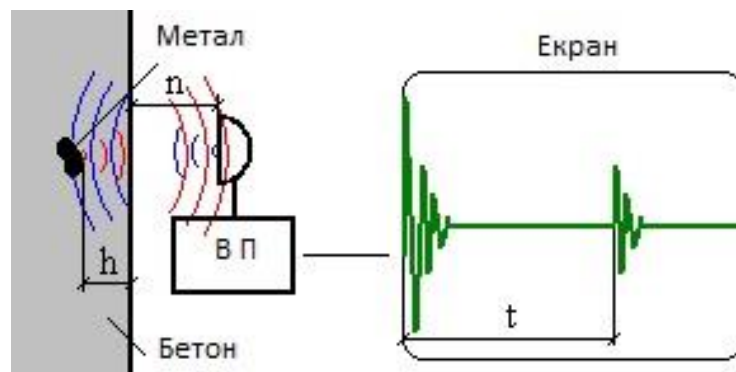 Метал
Екран
n
В П
h
t
Бетон